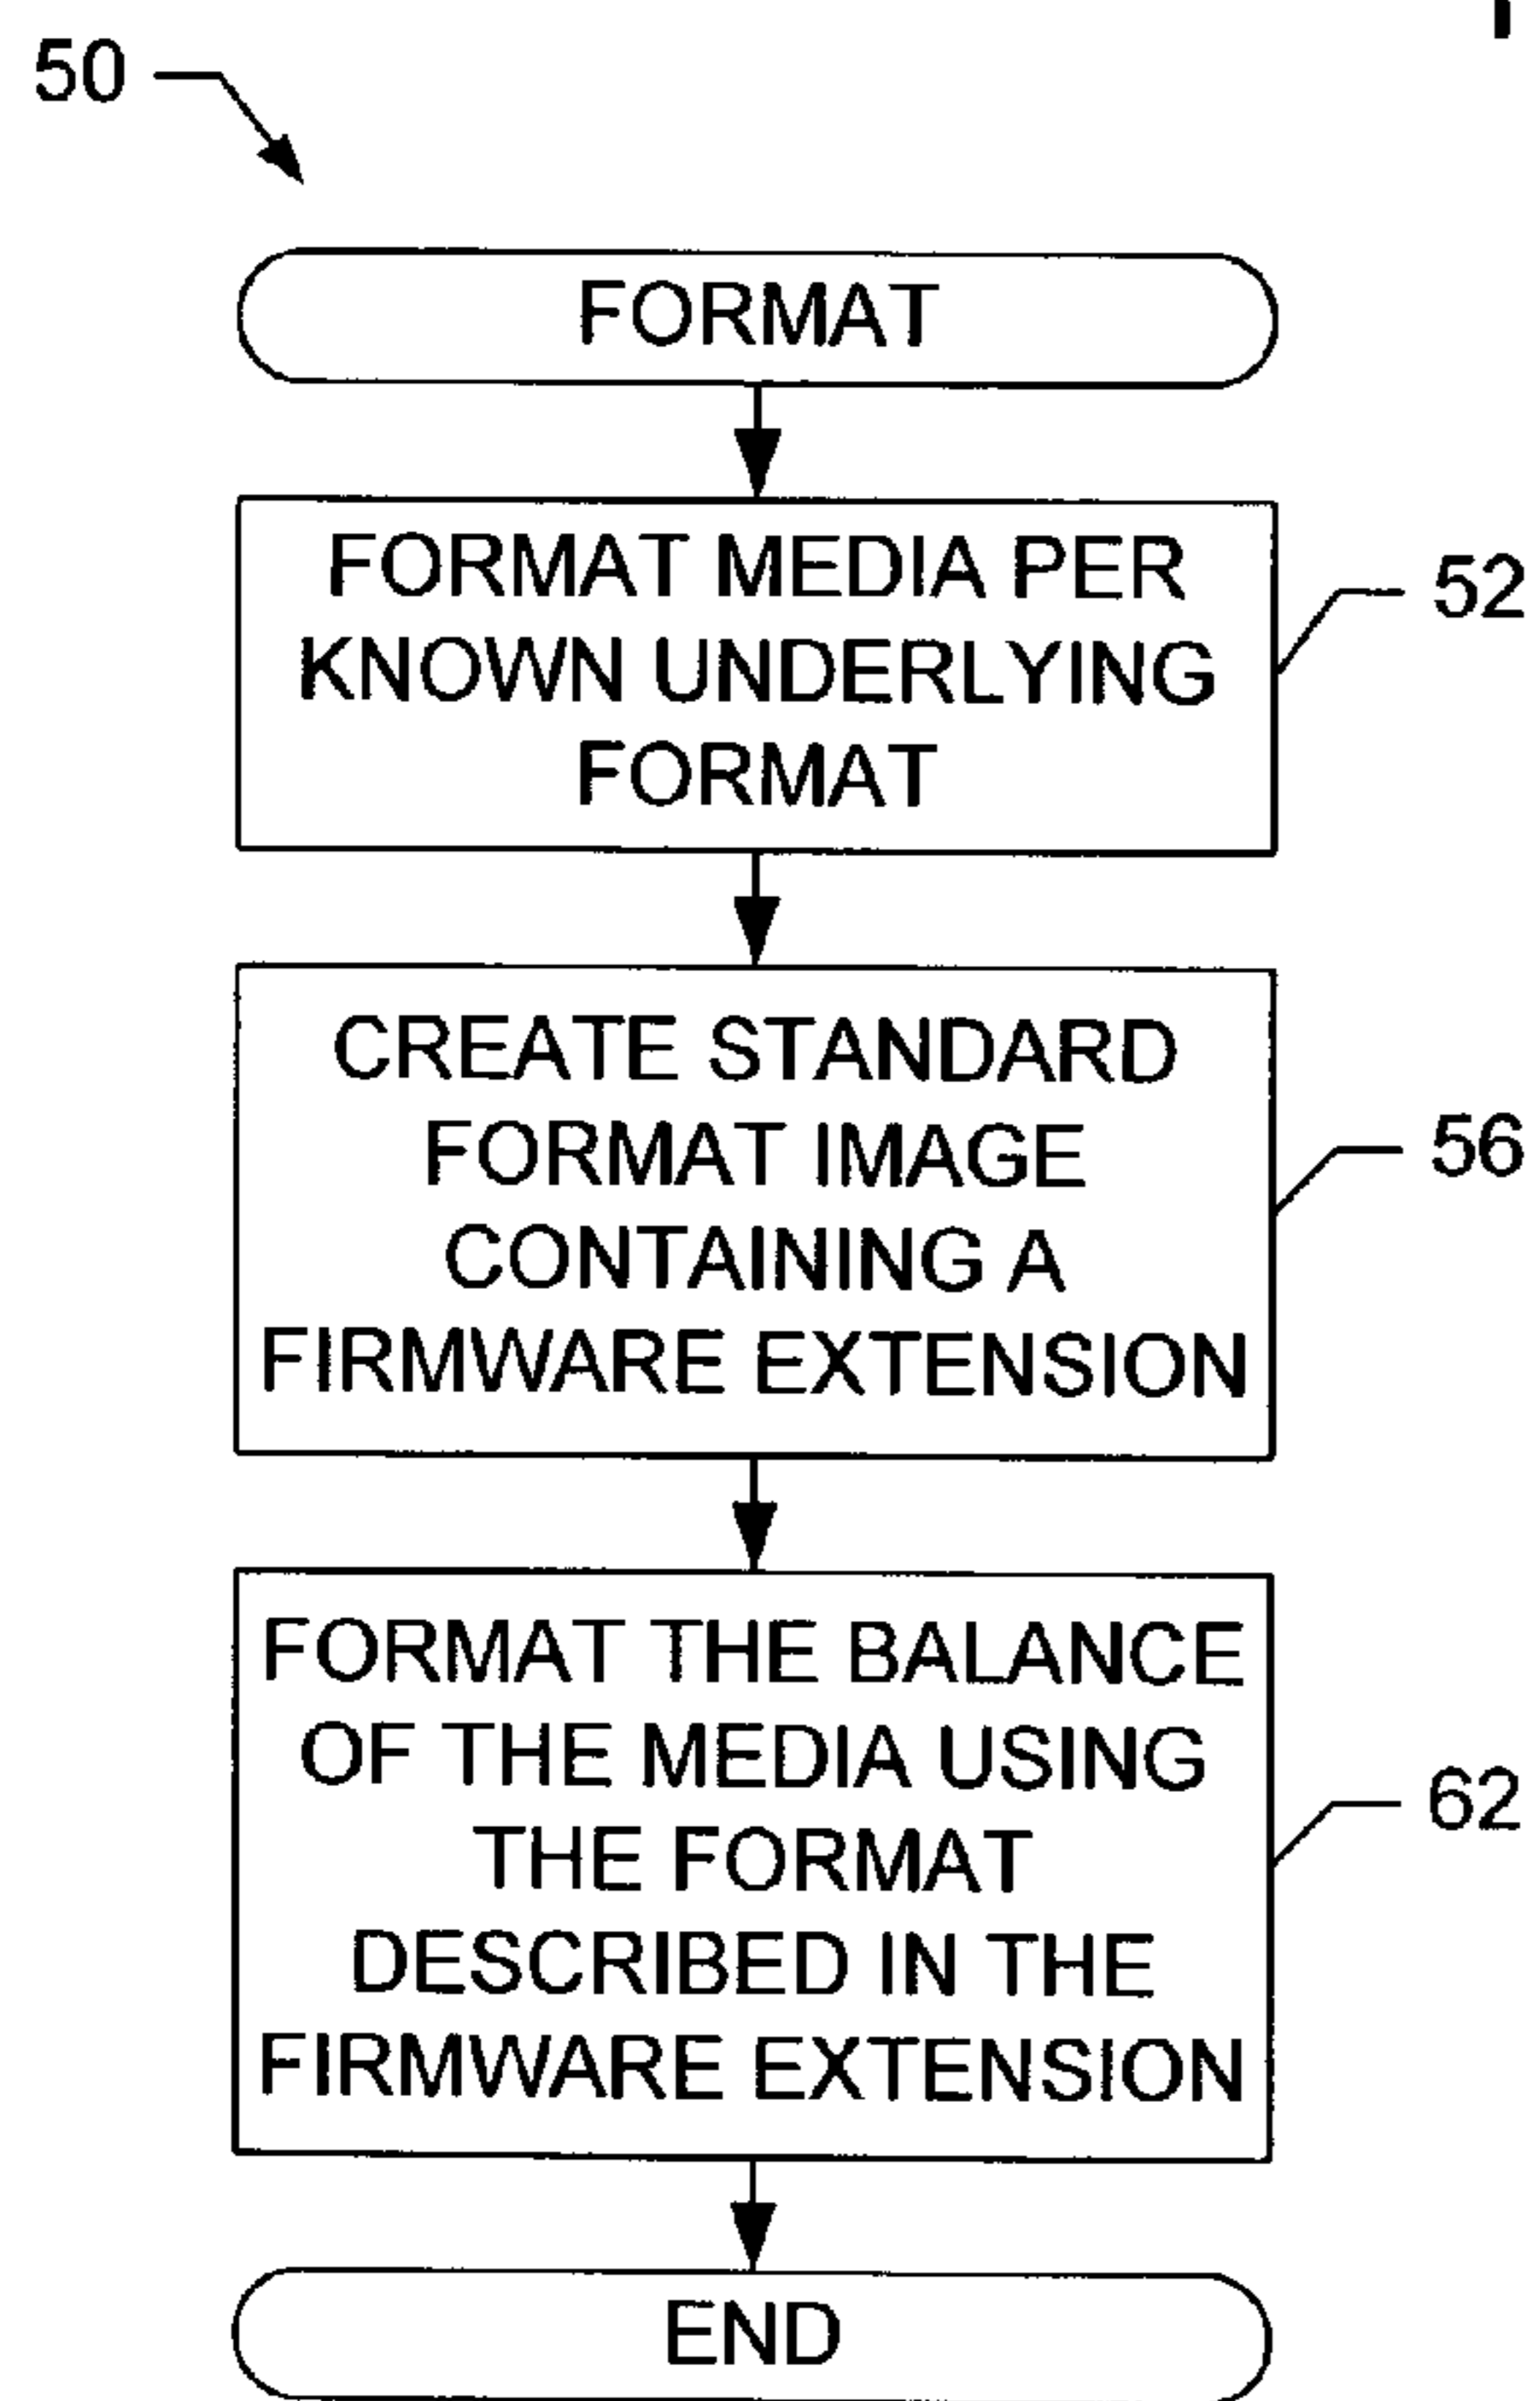 50
FORMAT
FORMAT MEDIA PER
KNOWN UNDERLYING
FORMAT
52
CREATE STANDARD
FORMAT IMAGE
CONTAINING A
FIRMWARE EXTENSION
56
FORMAT THE BALANCE
OF THE MEDIA USING
THE FORMAT
DESCRIBED IN THE
FIRMWARE EXTENSION
62
END